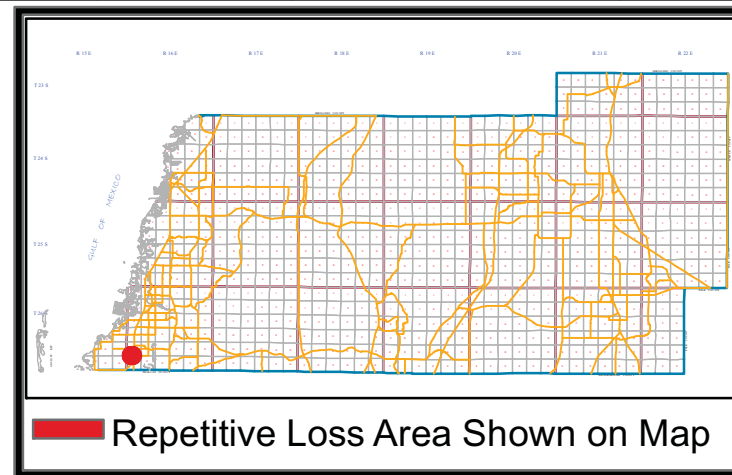 R 15 E R 16 E R 17 E R 18 E R 19 E R 20 E R 21 E R 22 E
T 23 S
T 24 S
GULF OF MEXICO
T 25 S
T 26 S
Repetitive Loss Area Shown on Map